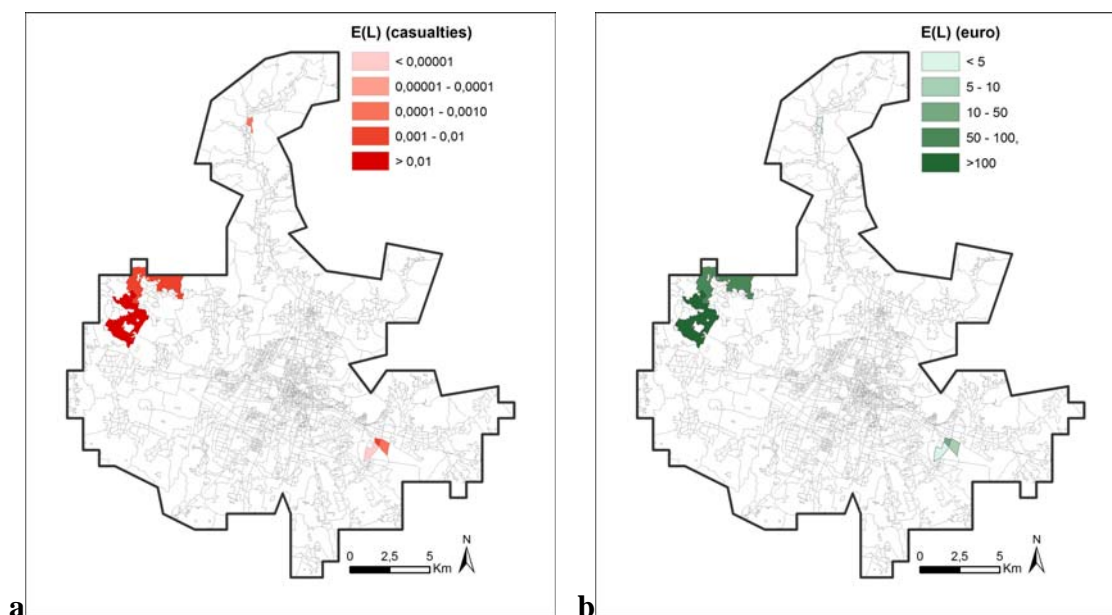 E(L) (casualties)
< 0,00001
0,00001 - 0,0001
0,0001 - 0,0010
0,001 - 0,01
> 0,01
N
0 2,5 5
Km
a
E(L) (euro)
< 5
5 - 10
10 - 50
50 - 100,
>100
N
0 2,5 5
Km
b